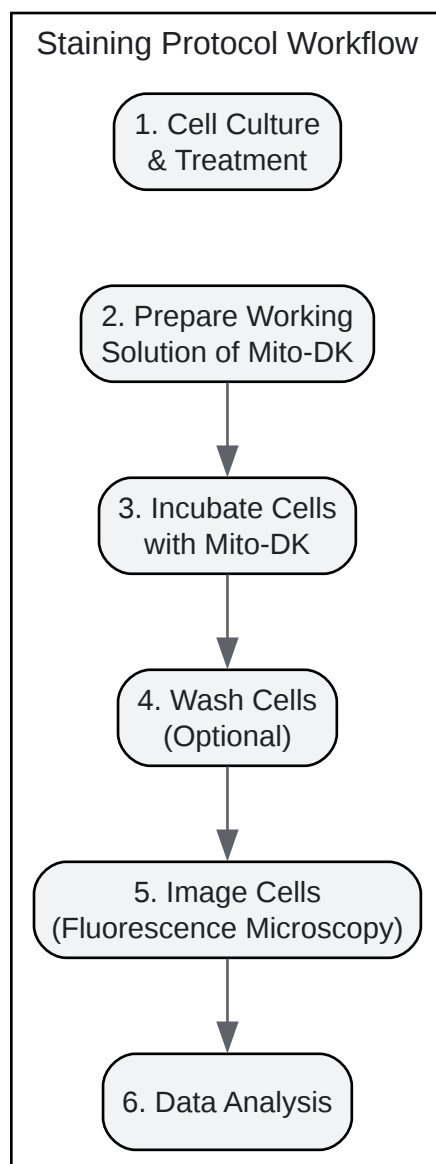 Staining Protocol Workflow
1. Cell Culture
& Treatment
2. Prepare Working
Solution of Mito-DK
3. Incubate Cells
with Mito-DK
4. Wash Cells
(Optional)
5. Image Cells
(Fluorescence Microscopy)
6. Data Analysis